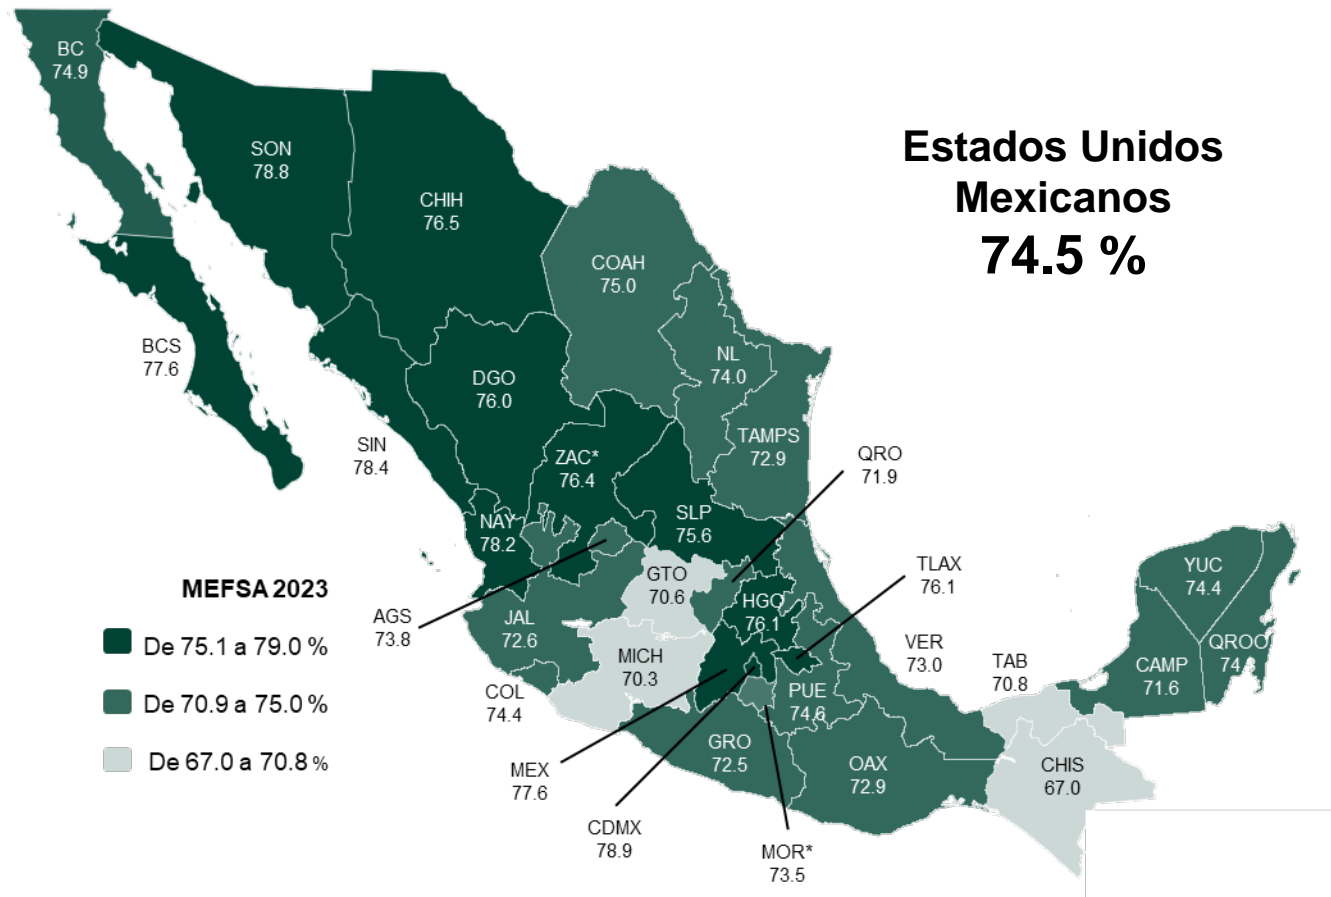 BC
74.9
SON
78.8
CHIH
76.5
Estados Unidos
Mexicanos
74.5 %
COAH
75.0
BCS
77.6
NL
74.0
DGO
76.0
TAMPS
72.9
SIN
78.4
ZAC*
76.4
QRO
71.9
NAY
78.2
SLP
75.6
TLAX
76.1
YUC
74.4
MEFSA 2023
De 75.1 a 79.0 %
De 70.9 a 75.0 %
De 67.0 a 70.8 %
AGS
73.8
JAL
72.6
GTO
70.6
HGO
76.1
VER
73.0
TAB
70.8
QROO
CAMP
71.6
MICH
70.3
COL
74.4
PUE
74.6
GRO
72.5
OAX
72.9
CHIS
67.0
MEX
77.6
CDMX
78.9
MOR*
73.5